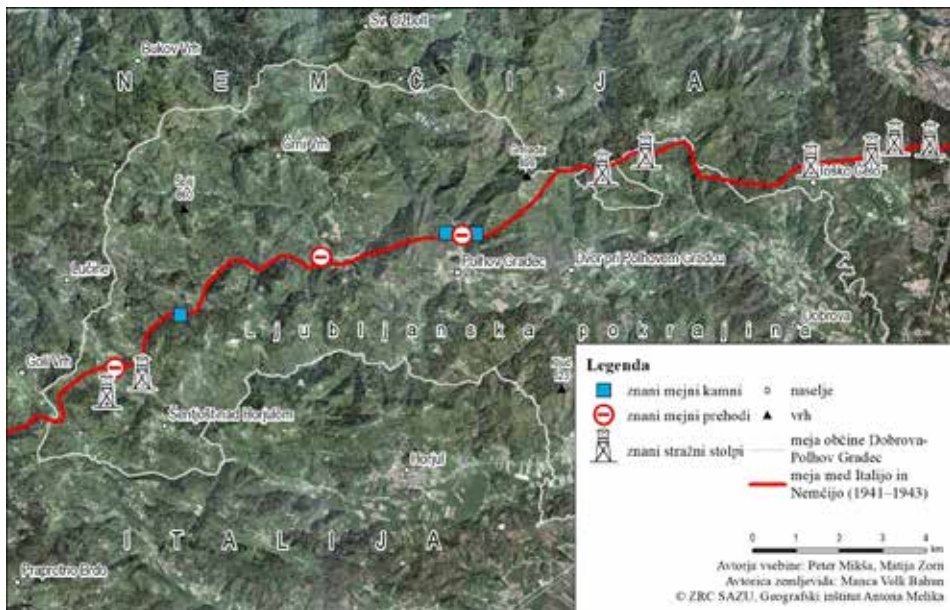 Sv. Ožbolt
Bukov Vrh
N E M Č I J A
Črni Vrh
Toško Čelo
Lučine
Polhov Gradec
Dvor pri Polhovem Gradcu
Ljubljanska pokrajina
Dobrova
Goli Vrh
Šentjošt nad Horjulom
Horjul
I T A L I J A
Praprotno Brdo
Legenda
znani mejni kamni
naselje
znani mejni prehodi
vrh
znani stražni stolpi
meja občine Dobrova-
Polhov Gradec
meja med Italijo in
Nemčijo (1941–1943)
0 1 2 3 4
km
Avtorja vsebine: Peter Mikša, Matija Zorn
Avtorica zemljevida: Manca Volk Bahun
© ZRC SAZU, Geografski inštitut Antona Melika